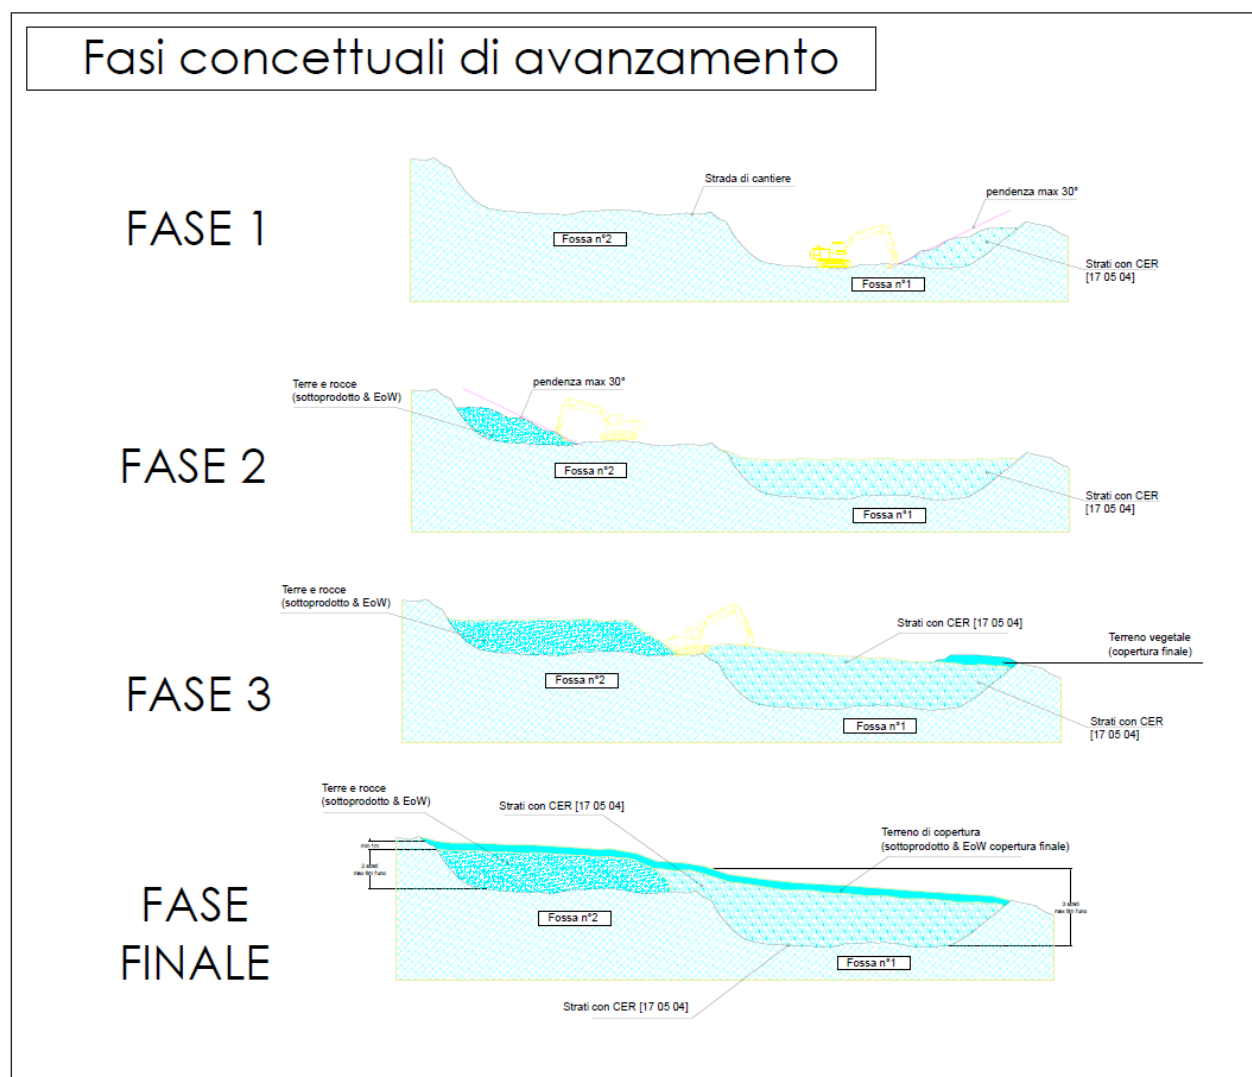 Fasi concettuali di avanzamento
FASE 1
Strada di cantiere
pendenza max 30°
Fossa n°2
Strati con CER
[17 05 04]
Fossa n°1
FASE 2
Terre e rocce
(sottoprodotto & EoW)
pendenza max 30°
Fossa n°2
Strati con CER
[17 05 04]
Fossa n°1
FASE 3
Terre e rocce
(sottoprodotto & EoW)
Strati con CER [17 05 04]
Terreno vegetale
(copertura finale)
Fossa n°2
Strati con CER
[17 05 04]
Fossa n°1
FASE
FINALE
Terre e rocce
(sottoprodotto & EoW)
Strati con CER [17 05 04]
Terreno di copertura
(sottoprodotto & EoW copertura finale)
Fossa n°2
Fossa n°1
Strati con CER [17 05 04]